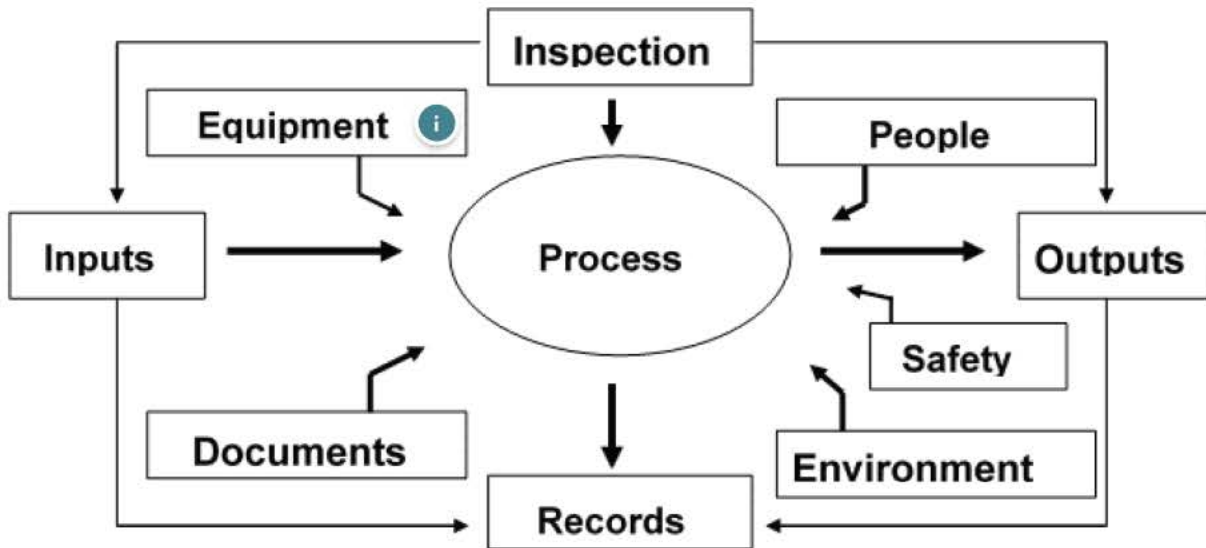 Inspection
Equipment i
People
Inputs
Process
Outputs
Safety
Documents
Environment
Records